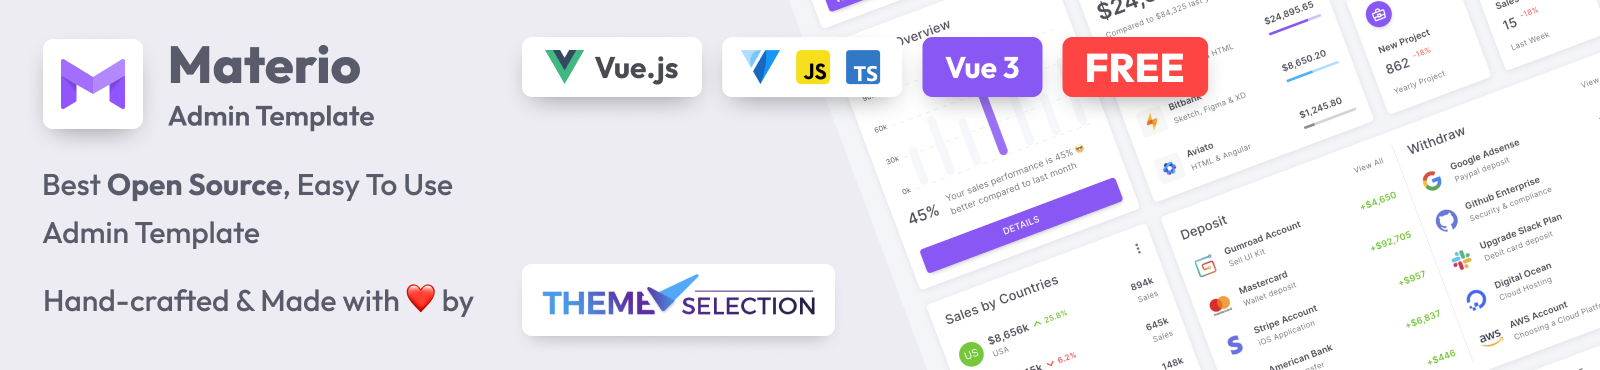 Materio
Admin Template
Best Open Source, Easy To Use
Admin Template
Hand-crafted & Made with ❤️ by
THEME SELECTION
Vue.js
JS
TS
Vue 3
FREE
Overview
90k
60k
30k
0k
45%
Your sales performance is 45% 😎
better compared to last month
DETAILS
Compared to $84,325 last y
$24,895.65
HTML
$8,650.20
Bitbank
Sketch, Figma & XD
$1,245.80
Aviato
HTML & Angular
New Project
862 -18%
Yearly Project
Sales
15 -18%
Last Week
Sales by Countries
$8,656k 25.8%
US
USA
894k
Sales
6.2%
645k
Sales
148k
Deposit
View All
Gumroad Account
Sell UI Kit
+$4,650
Mastercard
Wallet deposit
+$92,705
Stripe Account
iOS Application
+$957
American Bank
+$6,837
+$446
Withdraw
View
Google Adsense
Paypal deposit
Github Enterprise
Security & compliance
Upgrade Slack Plan
Debit card deposit
Digital Ocean
Cloud Hosting
aws
AWS Account
Choosing a Cloud Platf